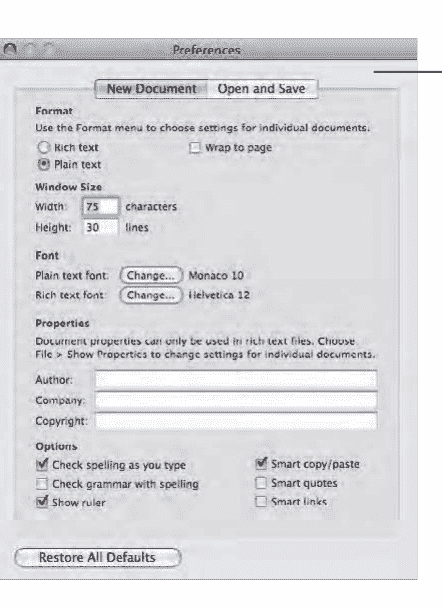 Preferences
New Document Open and Save
Format
Use the Format menu to choose settings for individual documents.
Rich text Wrap to page
Plain text
Window Size
Width: 75 characters
Height: 30 lines
Font
Plain text font: Change... Monaco 10
Rich text font: Change... Helvetica 12
Properties
Document properties can only be used in rich text files. Choose
File > Show Properties to change settings for individual documents.
Author:
Company:
Copyright:
Options
Check spelling as you type Smart copy/paste
Check grammar with spelling Smart quotes
Show ruler Smart links
Restore All Defaults